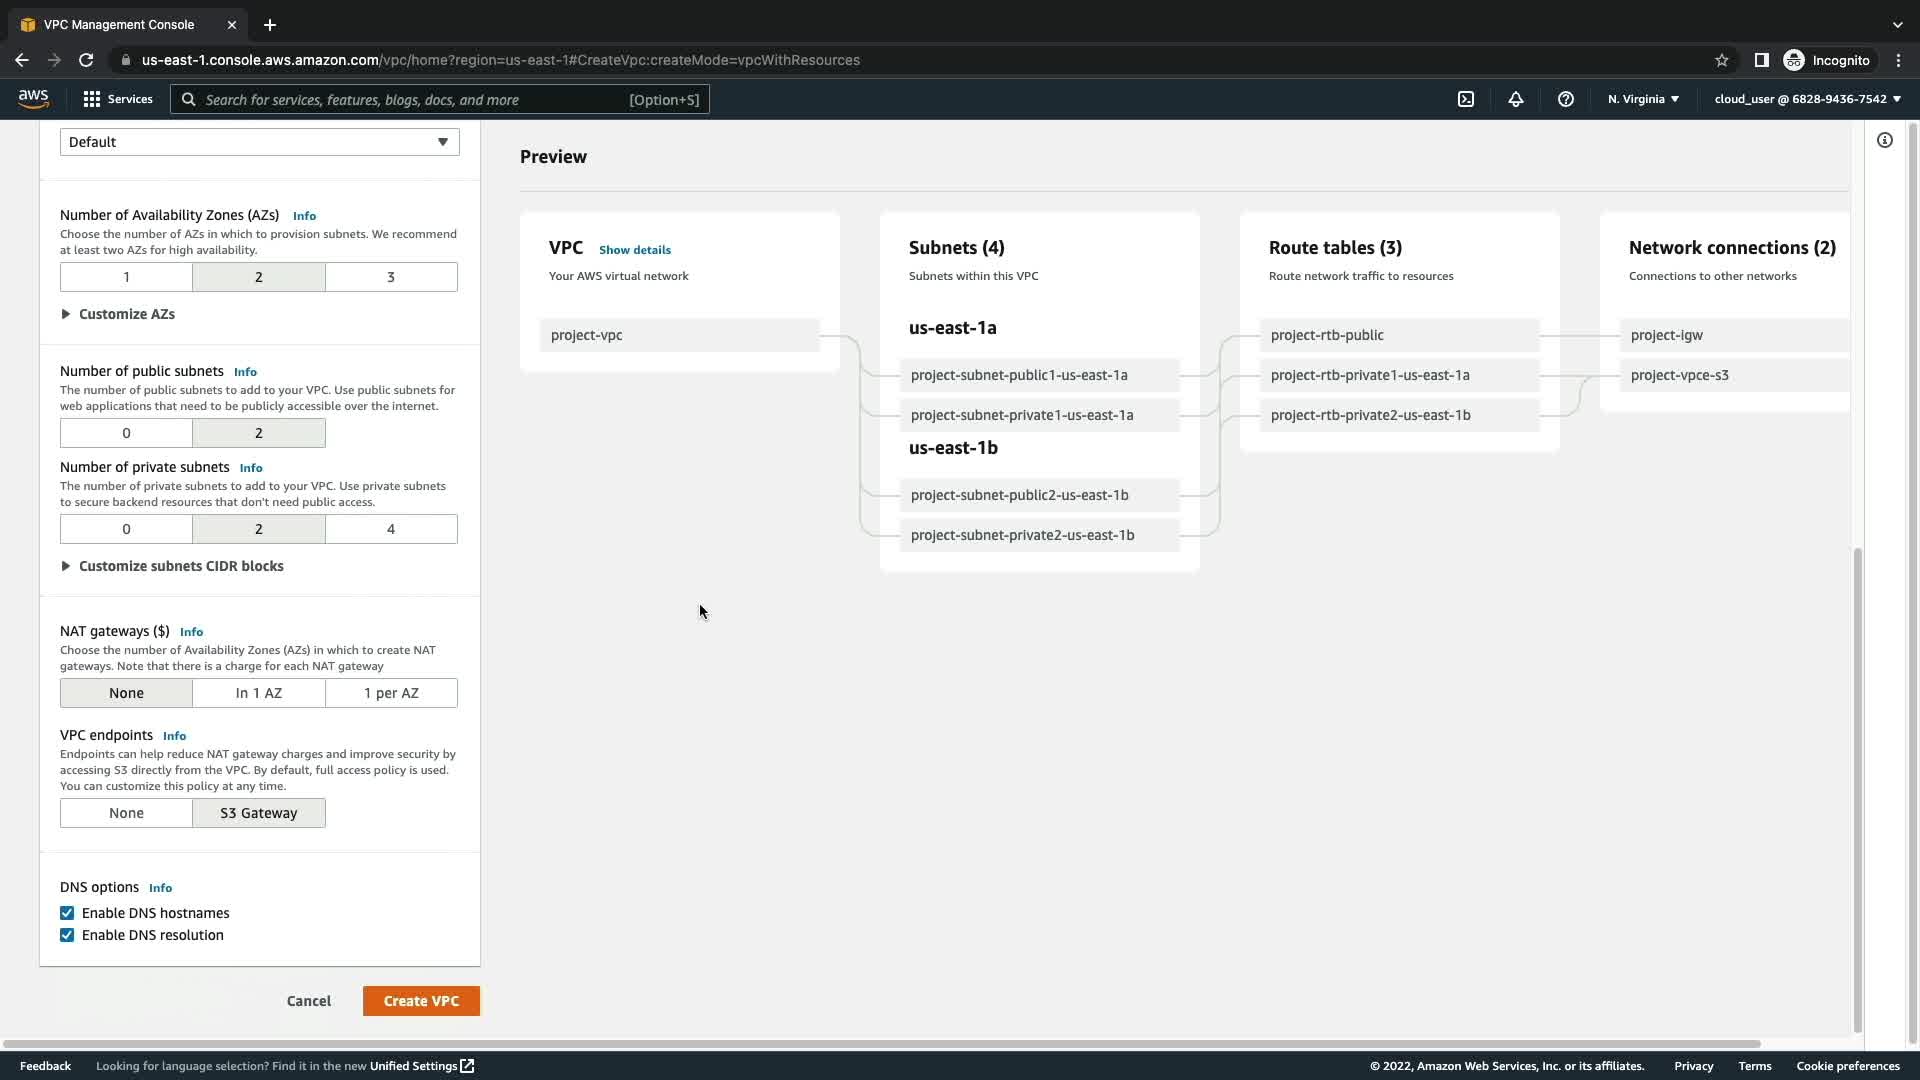 VPC Management Console
us-east-1.console.aws.amazon.com/vpc/home?region=us-east-1#CreateVpc:createMode=vpcWithResources
Incognito
aws
Services
Search for services, features, blogs, docs, and more
[Option+S]
N. Virginia
cloud_user @ 6828-9436-7542
Default
Number of Availability Zones (AZs) Info
Choose the number of AZs in which to provision subnets. We recommend
at least two AZs for high availability.
1 2 3
Customize AZs
Number of public subnets Info
The number of public subnets to add to your VPC. Use public subnets for
web applications that need to be publicly accessible over the internet.
0 2
Number of private subnets Info
The number of private subnets to add to your VPC. Use private subnets
to secure backend resources that don't need public access.
0 2 4
Customize subnets CIDR blocks
NAT gateways ($) Info
Choose the number of Availability Zones (AZs) in which to create NAT
gateways. Note that there is a charge for each NAT gateway
None In 1 AZ 1 per AZ
VPC endpoints Info
Endpoints can help reduce NAT gateway charges and improve security by
accessing S3 directly from the VPC. By default, full access policy is used.
You can customize this policy at any time.
None S3 Gateway
DNS options Info
Enable DNS hostnames
Enable DNS resolution
Cancel Create VPC
Preview
VPC Show details
Your AWS virtual network
project-vpc
Subnets (4)
Subnets within this VPC
us-east-1a
project-subnet-public1-us-east-1a
project-subnet-private1-us-east-1a
us-east-1b
project-subnet-public2-us-east-1b
project-subnet-private2-us-east-1b
Route tables (3)
Route network traffic to resources
project-rtb-public
project-rtb-private1-us-east-1a
project-rtb-private2-us-east-1b
Network connections (2)
Connections to other networks
project-igw
project-vpce-s3
Feedback Looking for language selection? Find it in the new Unified Settings © 2022, Amazon Web Services, Inc. or its affiliates. Privacy Terms Cookie preferences